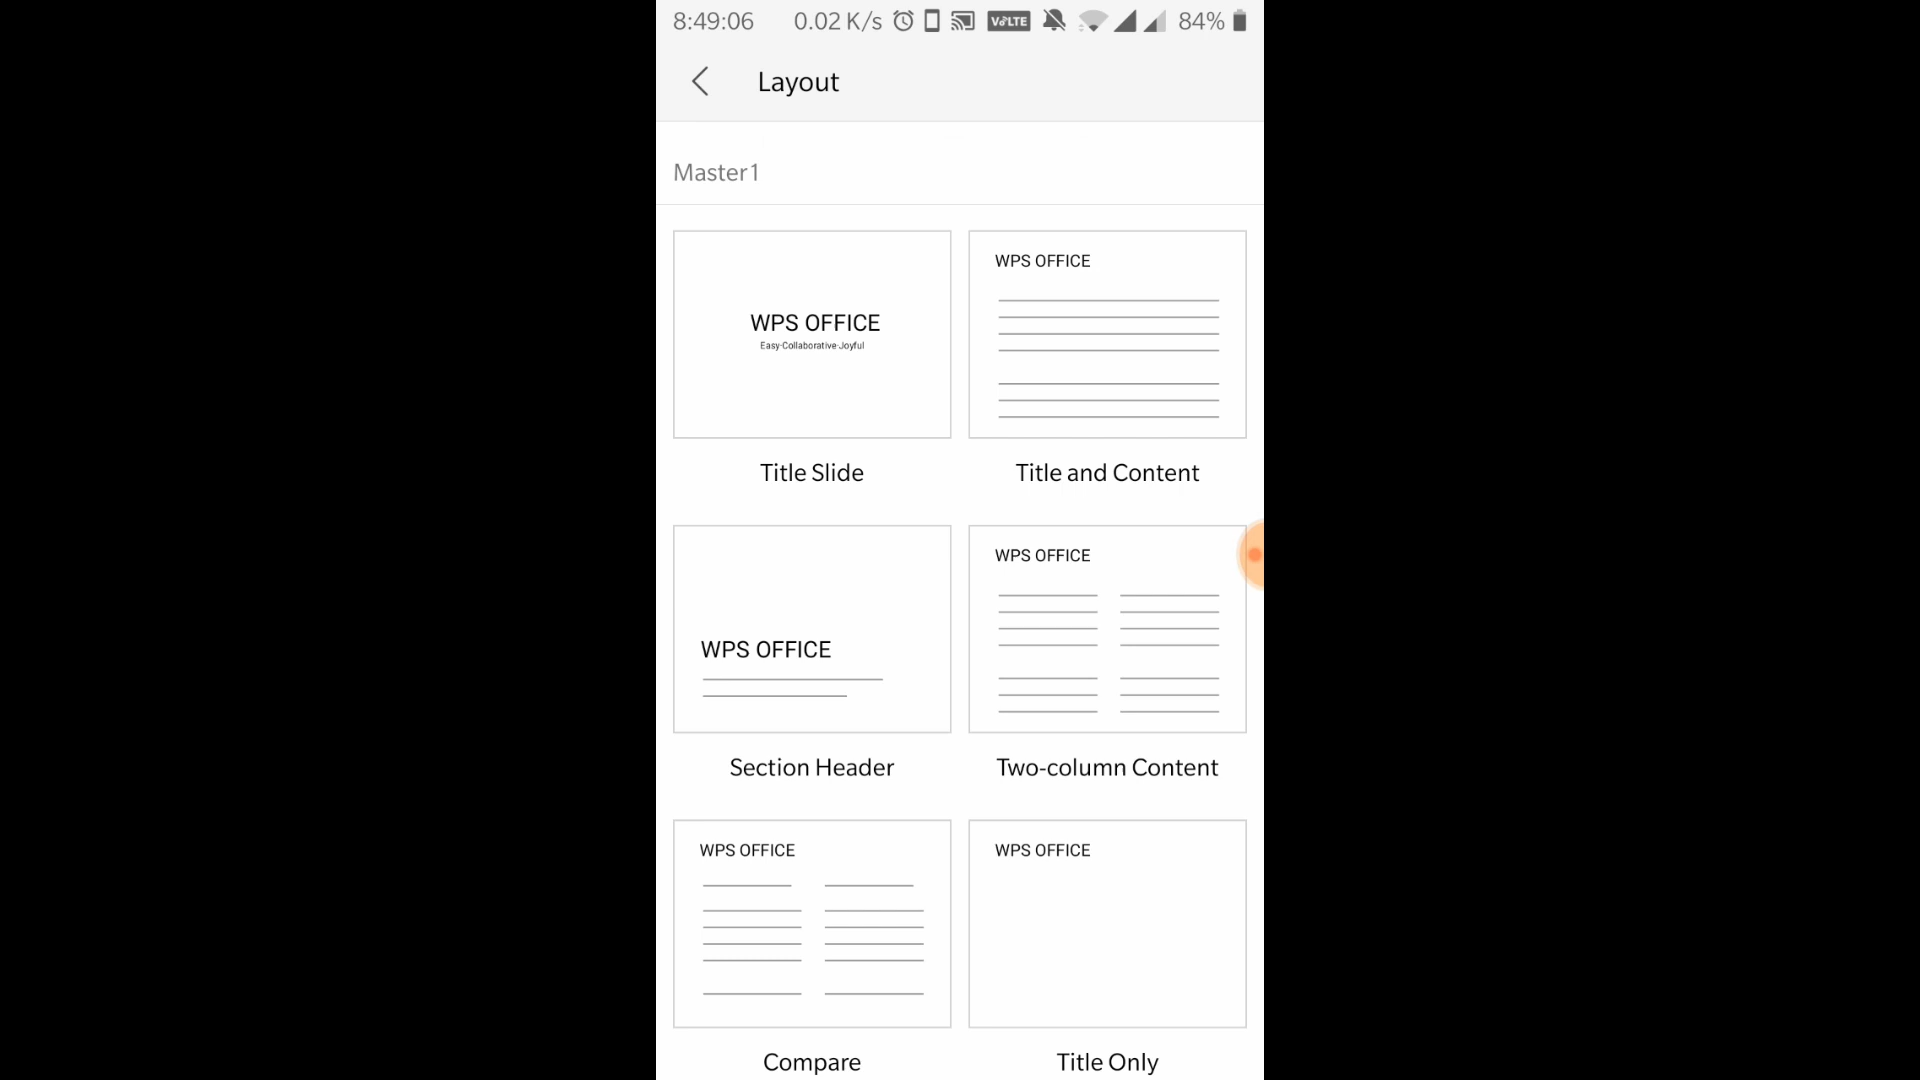 8:49:06 0.02 K/s VoLTE 84%
Layout
Master1
WPS OFFICE
Easy·Collaborative·Joyful
WPS OFFICE
Title Slide Title and Content
WPS OFFICE
WPS OFFICE
Section Header Two-column Content
WPS OFFICE WPS OFFICE
Compare Title Only